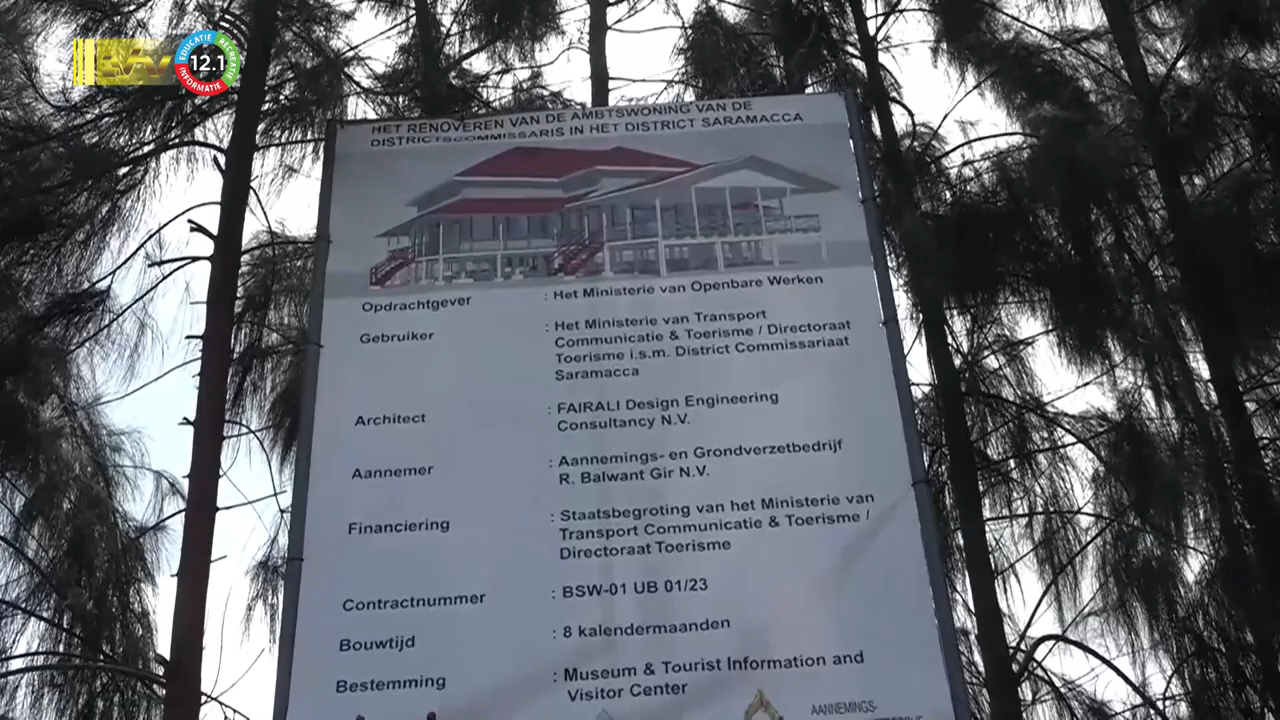 EDUCATIE RECREATIE INFORMATIE
12.1
HET RENOVEREN VAN DE AMBTSWONING VAN DE
DISTRICTSCOMMISSARIS IN HET DISTRICT SARAMACCA
Opdrachtgever : Het Ministerie van Openbare Werken
Gebruiker : Het Ministerie van Transport
Communicatie & Toerisme / Directoraat
Toerisme i.s.m. District Commissariaat
Saramacca
Architect : FAIRALI Design Engineering
Consultancy N.V.
Aannemer : Aannemings- en Grondverzetbedrijf
R. Balwant Gir N.V.
Financiering : Staatsbegroting van het Ministerie van
Transport Communicatie & Toerisme /
Directoraat Toerisme
Contractnummer : BSW-01 UB 01/23
Bouwtijd : 8 kalendermaanden
Bestemming : Museum & Tourist Information and
Visitor Center
AANNEMINGS-